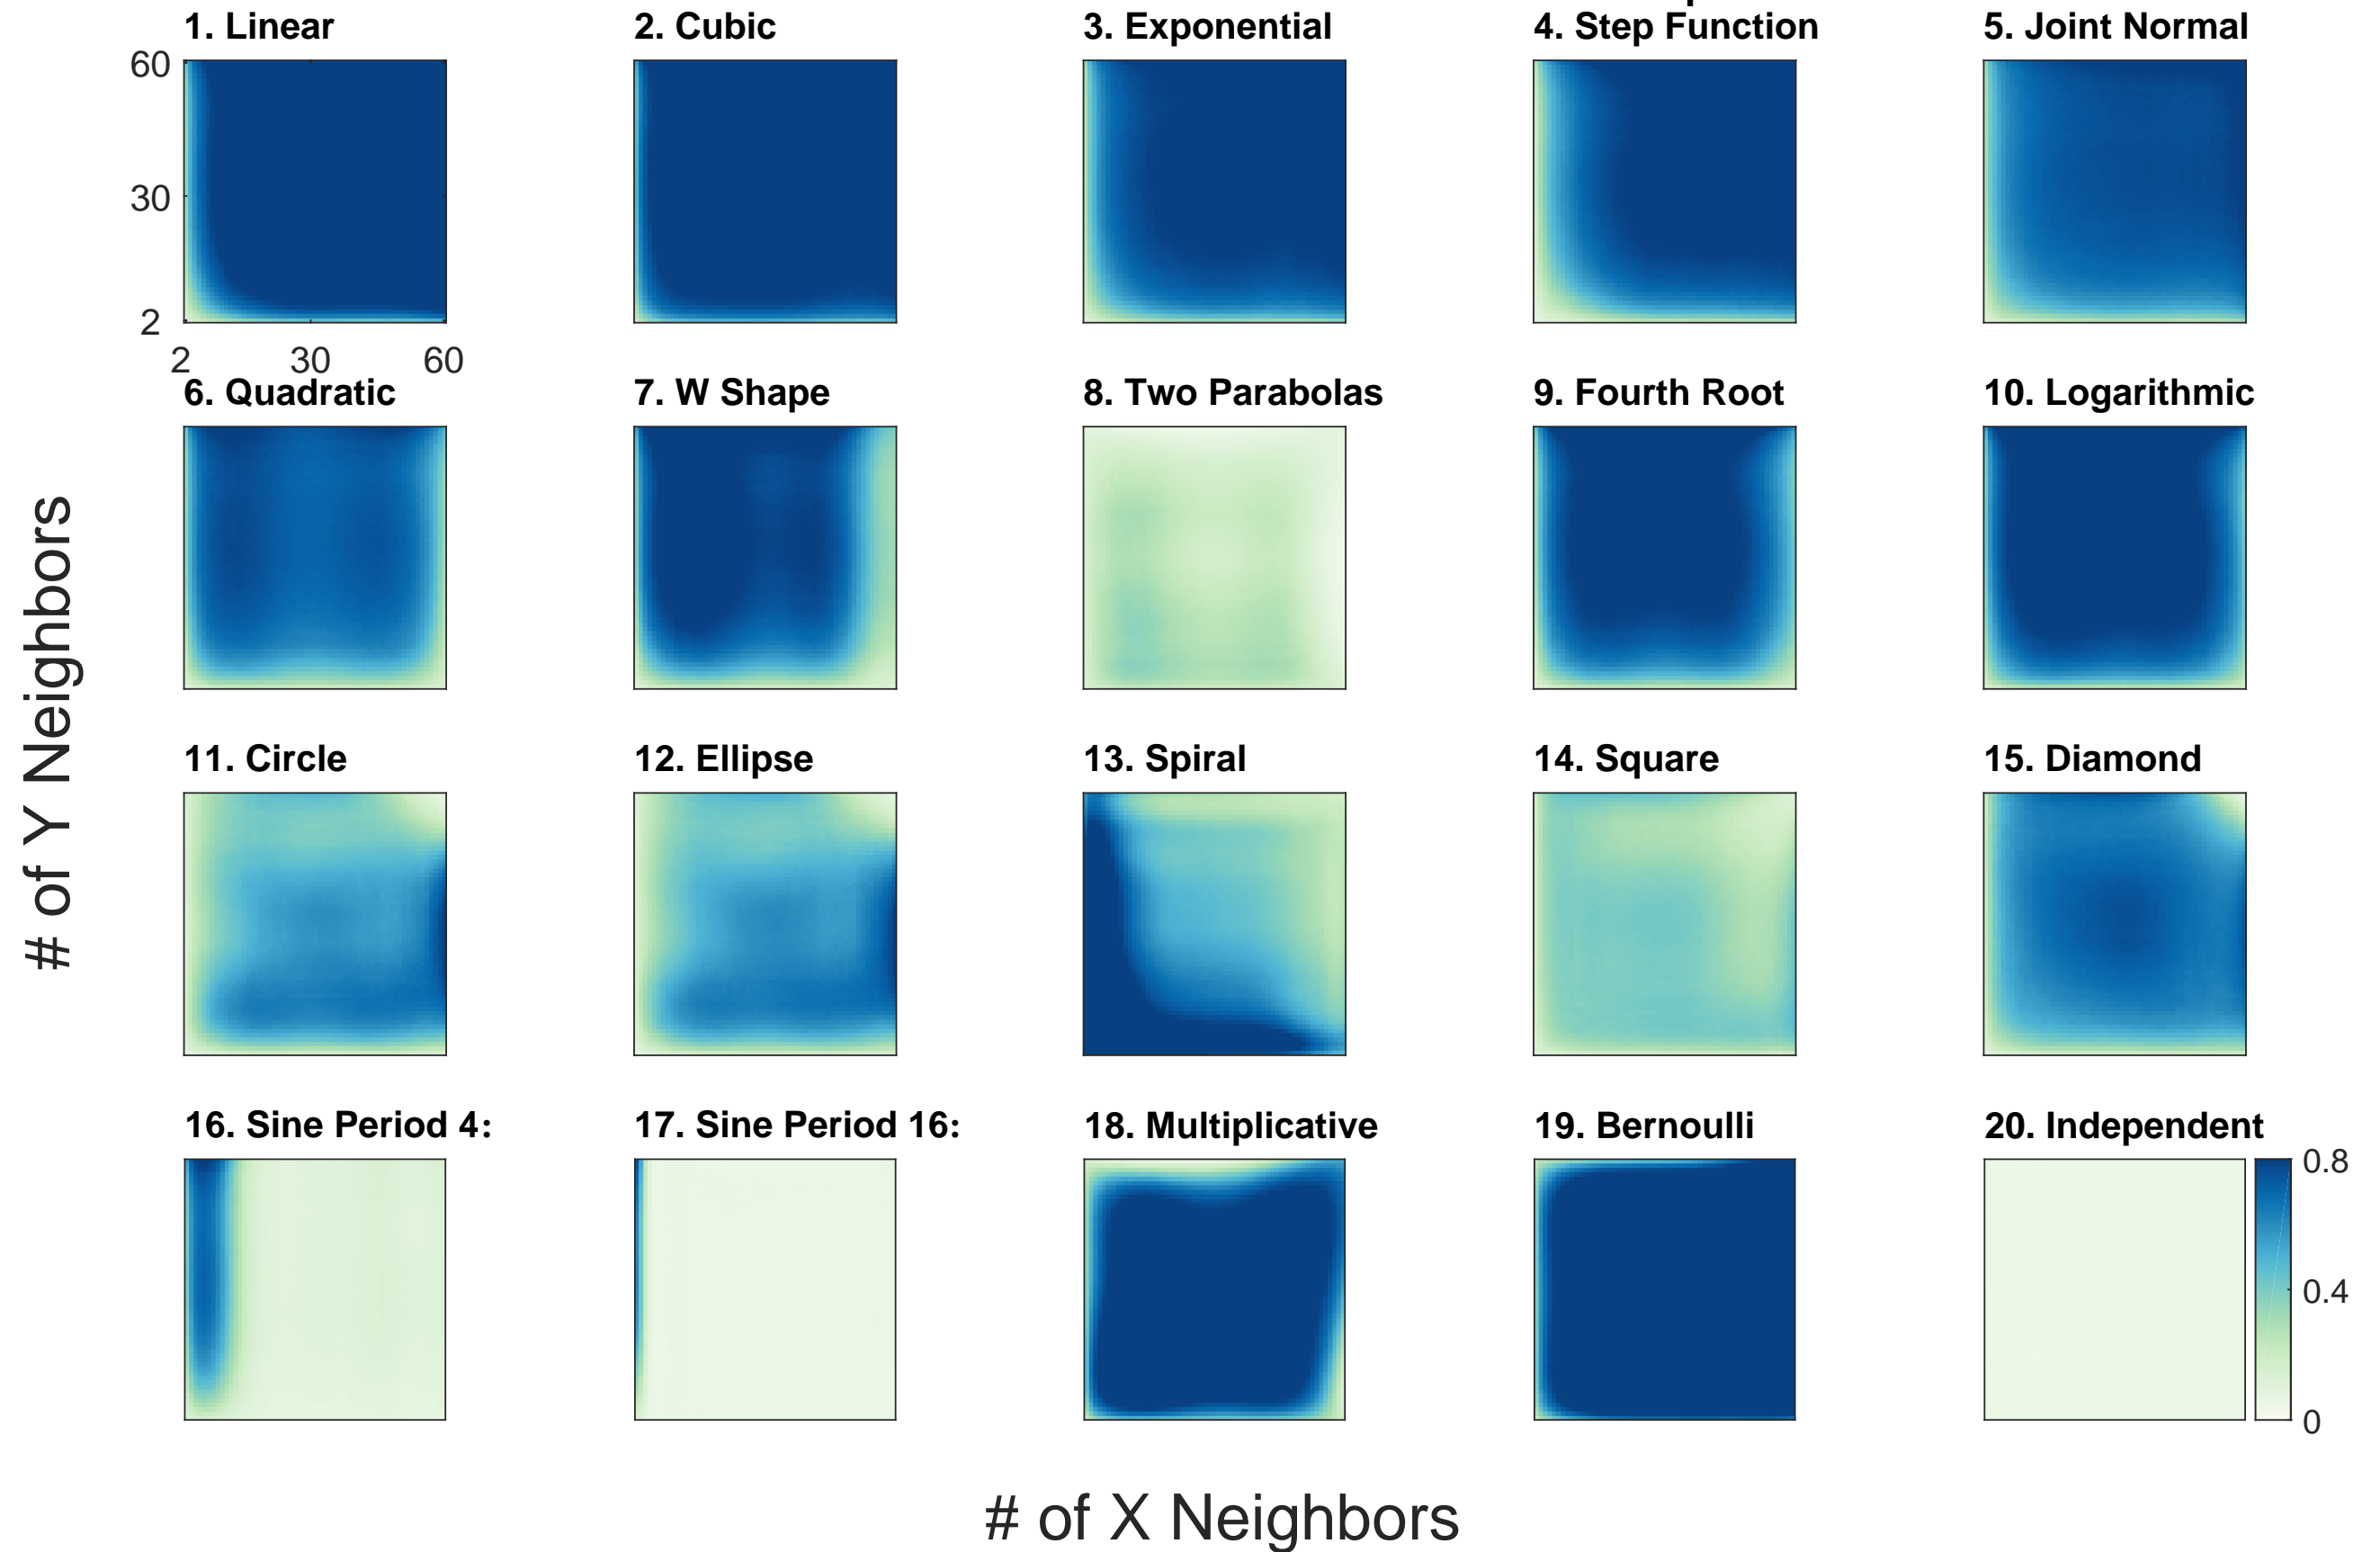 1. Linear
2. Cubic
3. Exponential
4. Step Function
5. Joint Normal
60
30
2
2 30 60
6. Quadratic
7. W Shape
8. Two Parabolas
9. Fourth Root
10. Logarithmic
# of Y Neighbors
11. Circle
12. Ellipse
13. Spiral
14. Square
15. Diamond
16. Sine Period 4:
17. Sine Period 16:
18. Multiplicative
19. Bernoulli
20. Independent
0.8
0.4
0
# of X Neighbors